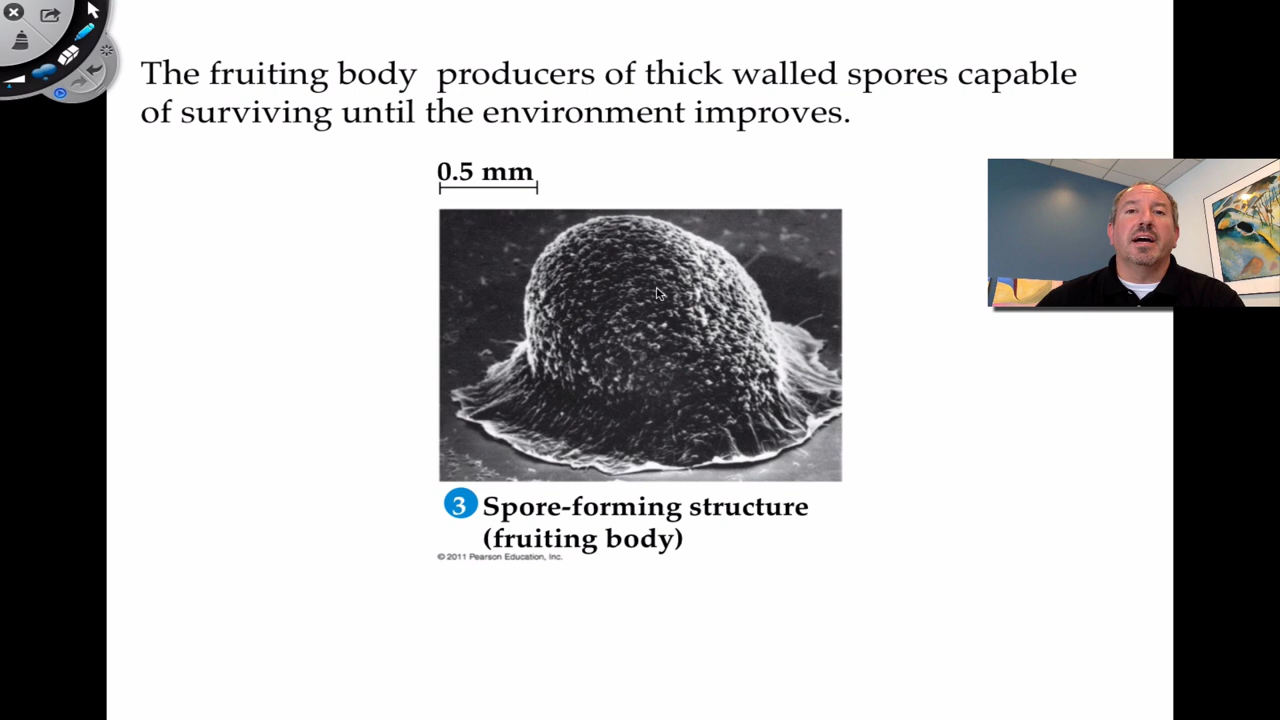 The fruiting body  producers of thick walled spores capable
of surviving until the environment improves.
0.5 mm
3 Spore-forming structure
(fruiting body)
© 2011 Pearson Education, Inc.